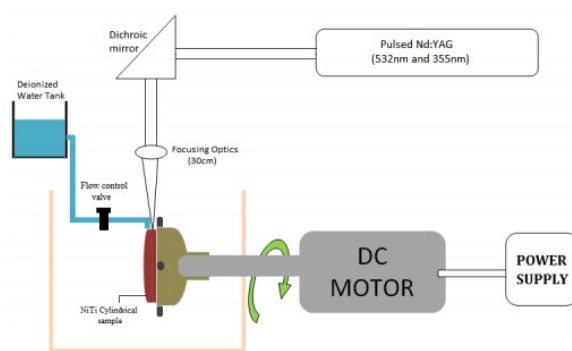 Dichroic
mirror
Pulsed Nd:YAG
(532nm and 355nm)
Deionized
Water Tank
Focusing Optics
(30cm)
Flow control
valve
DC
MOTOR
POWER
SUPPLY
NiTi Cylindrical
sample